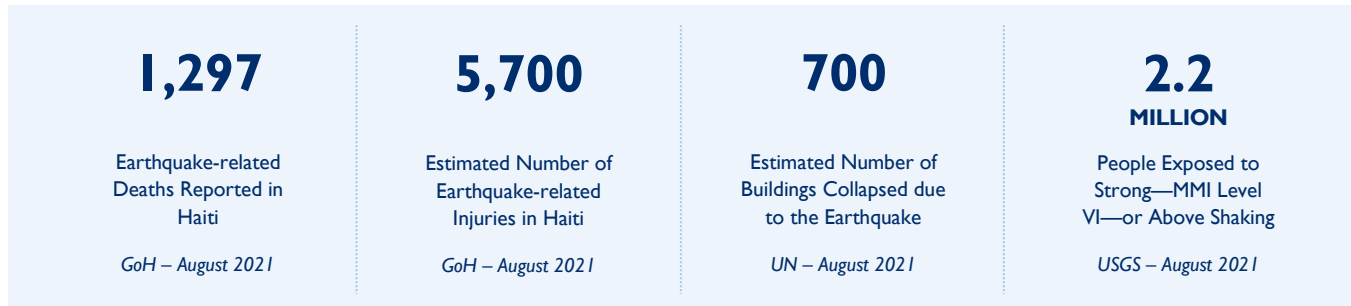 1,297
Earthquake-related
Deaths Reported in
Haiti
GoH – August 2021
5,700
Estimated Number of
Earthquake-related
Injuries in Haiti
GoH – August 2021
700
Estimated Number of
Buildings Collapsed due
to the Earthquake
UN – August 2021
2.2
MILLION
People Exposed to
Strong—MMI Level
VI—or Above Shaking
USGS – August 2021